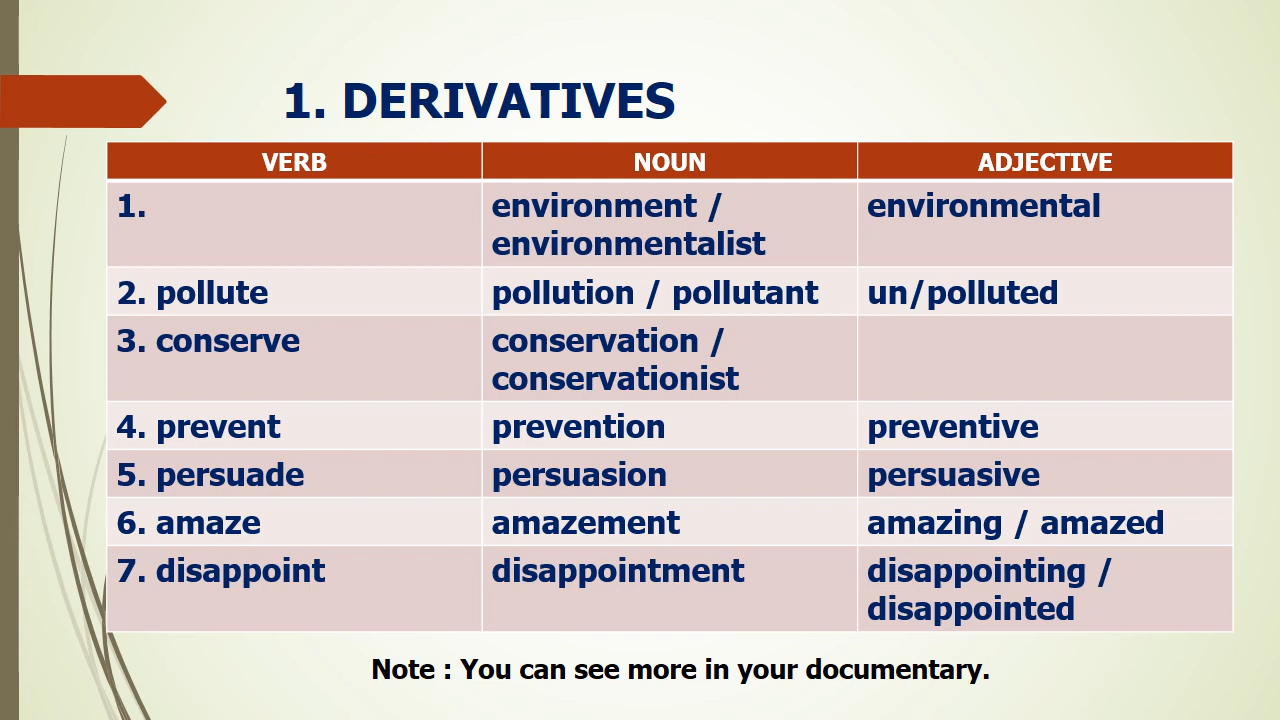 1. DERIVATIVES
VERB NOUN ADJECTIVE
1. environment / environmental
environmentalist
2. pollute pollution / pollutant un/polluted
3. conserve conservation /
conservationist
4. prevent prevention preventive
5. persuade persuasion persuasive
6. amaze amazement amazing / amazed
7. disappoint disappointment disappointing /
disappointed
Note : You can see more in your documentary.